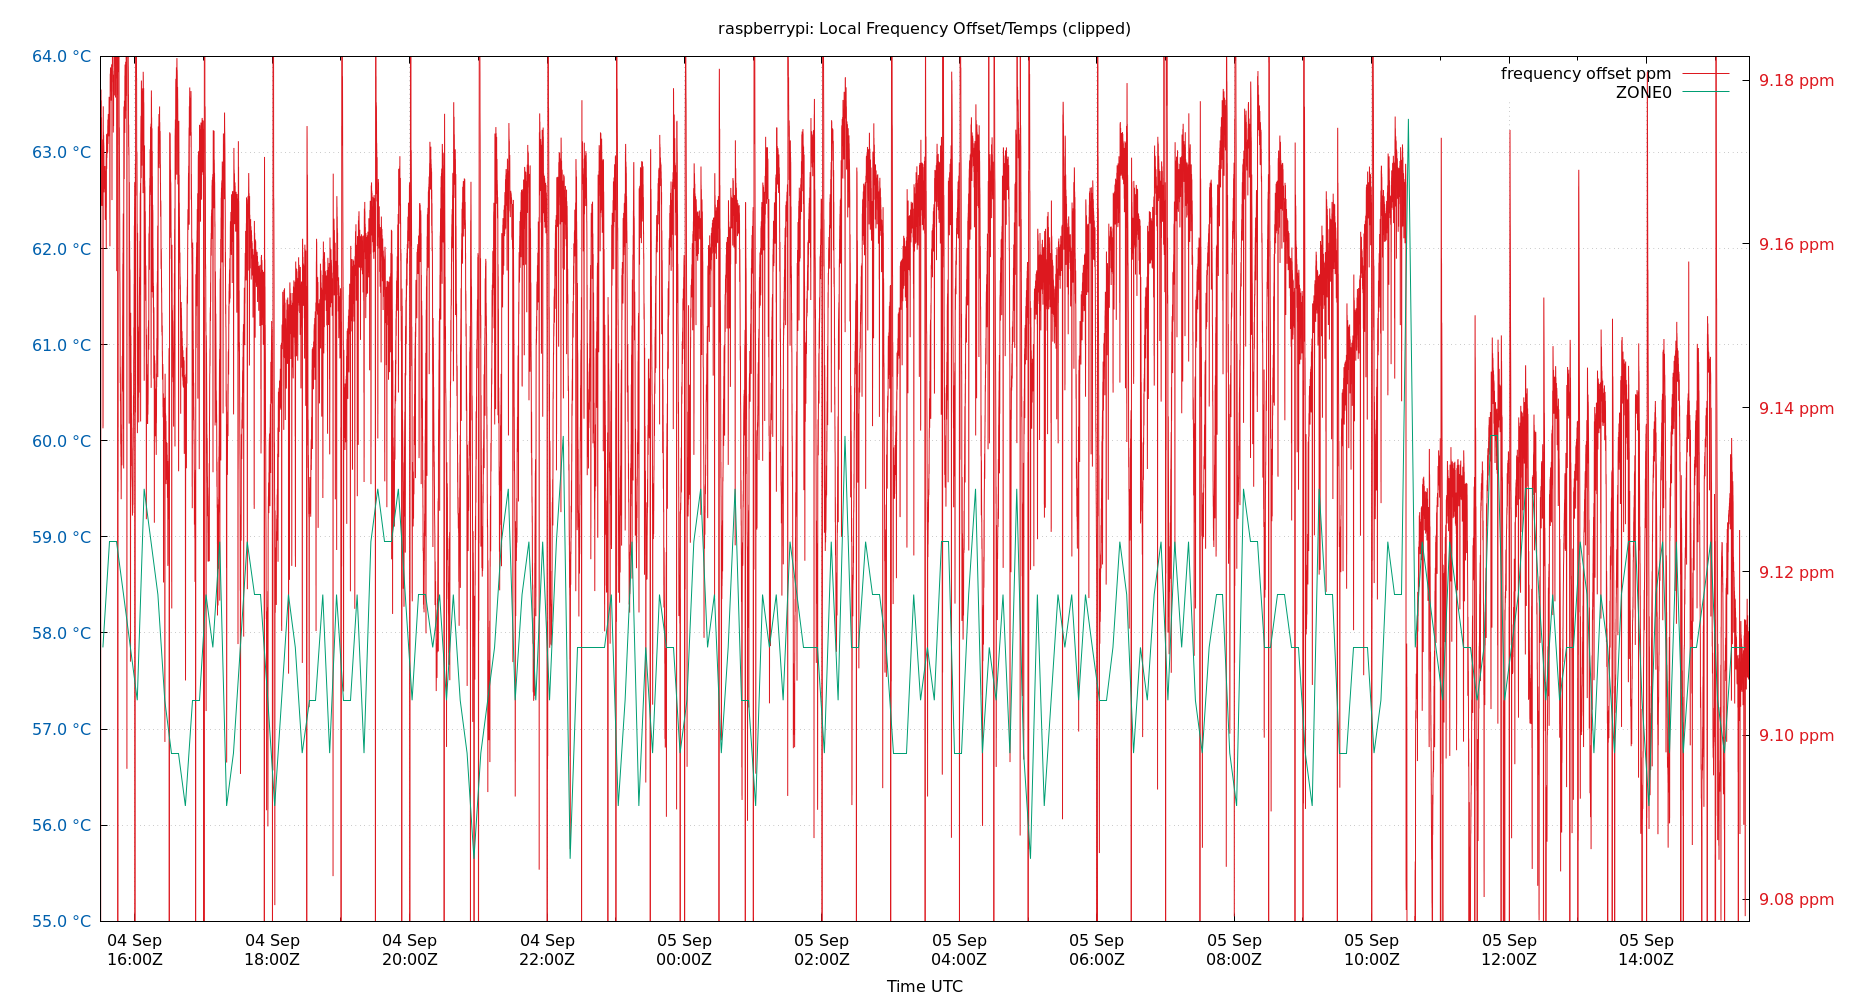 raspberrypi: Local Frequency Offset/Temps (clipped)
64.0 °C
63.0 °C
62.0 °C
61.0 °C
60.0 °C
59.0 °C
58.0 °C
57.0 °C
56.0 °C
55.0 °C
frequency offset ppm
ZONE0
9.18 ppm
9.16 ppm
9.14 ppm
9.12 ppm
9.10 ppm
9.08 ppm
04 Sep 04 Sep 04 Sep 04 Sep 05 Sep 05 Sep 05 Sep 05 Sep 05 Sep 05 Sep 05 Sep 05 Sep
16:00Z 18:00Z 20:00Z 22:00Z 00:00Z 02:00Z 04:00Z 06:00Z 08:00Z 10:00Z 12:00Z 14:00Z
Time UTC